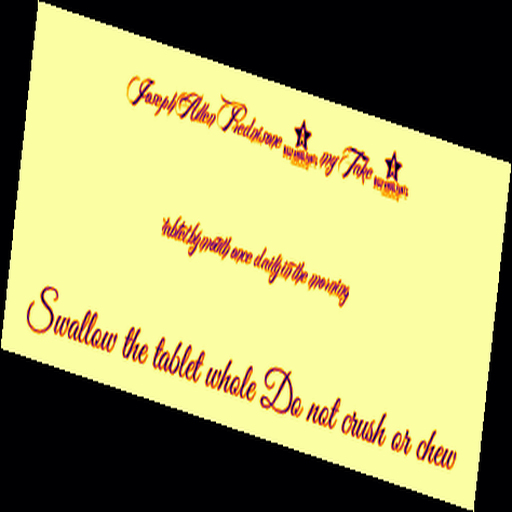 Joseph Allen Prednisone mg Take
tablet by mouth once daily in the morning
Swallow the tablet whole Do not crush or chew